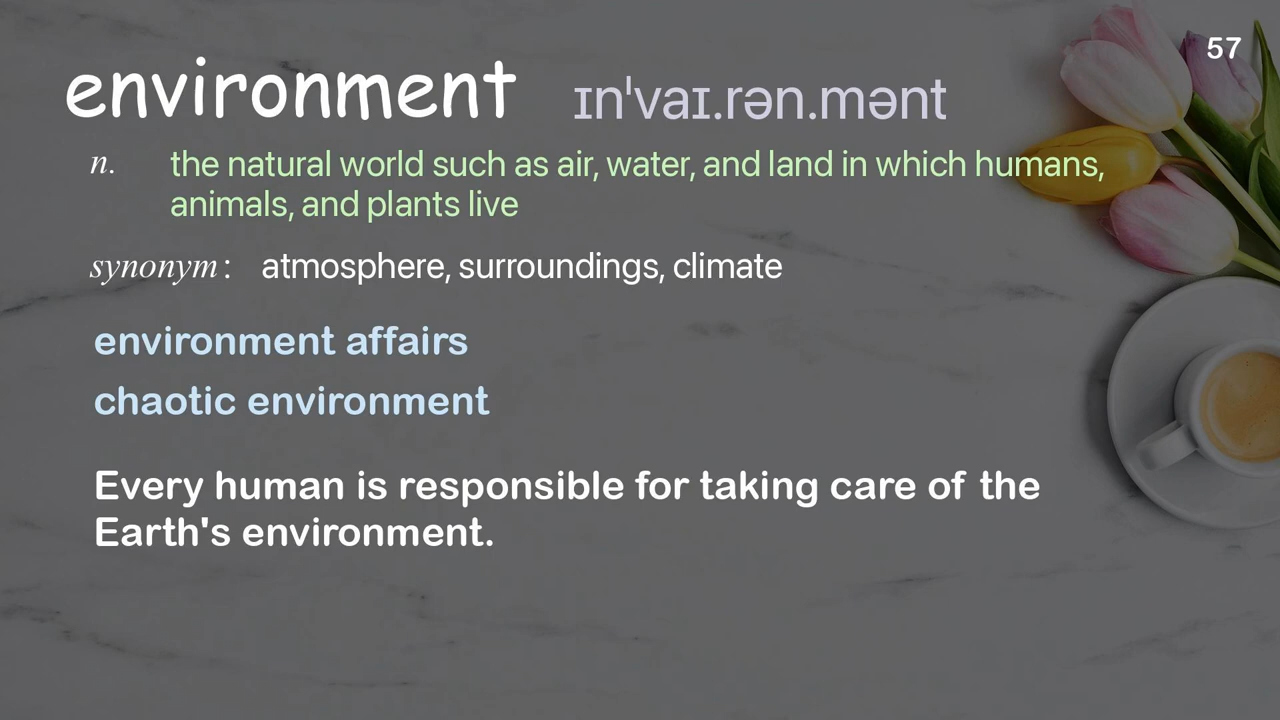 57
environment ɪnˈvaɪ.rən.mənt
n. the natural world such as air, water, and land in which humans,
animals, and plants live
synonym: atmosphere, surroundings, climate
environment affairs
chaotic environment
Every human is responsible for taking care of the
Earth's environment.